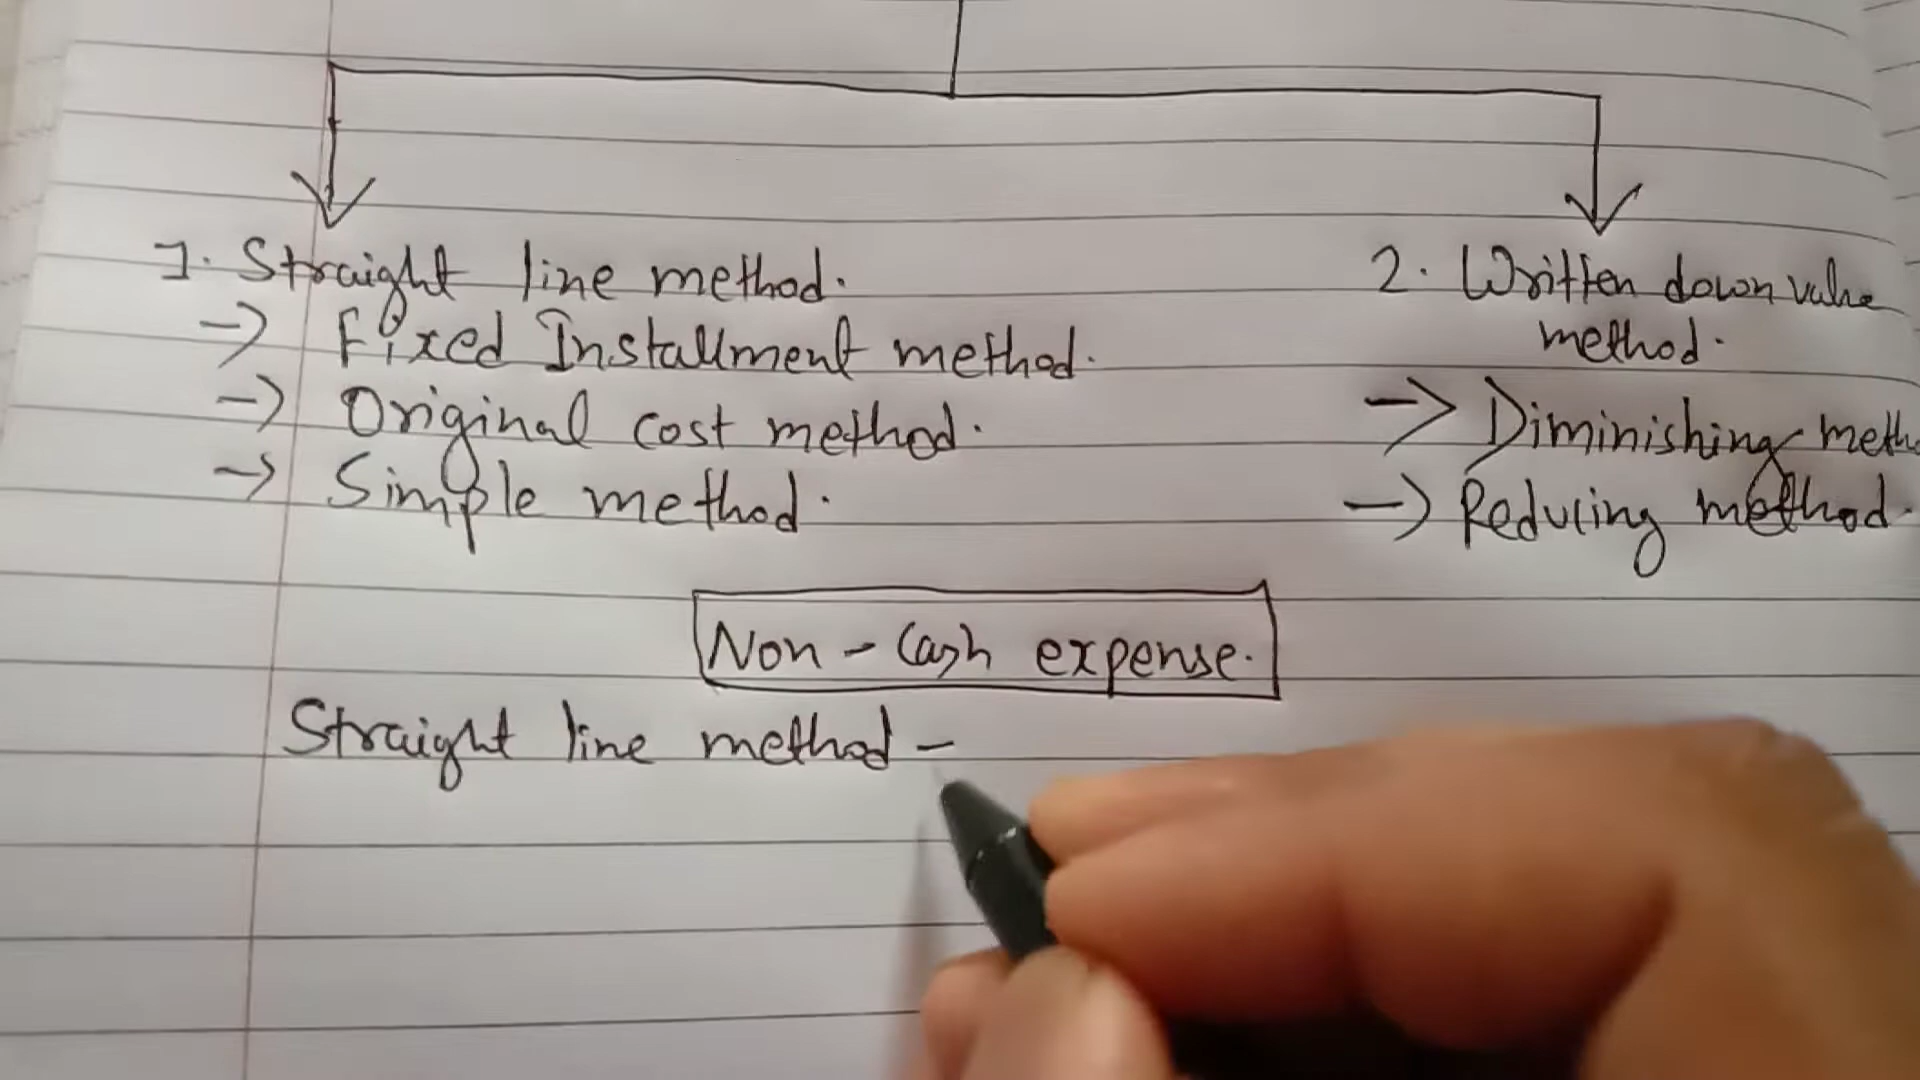 1. Straight line method.
-> Fixed Installment method.
-> Original cost method.
-> Simple method.
2. Written down value
method.
-> Diminishing meth
-> Reducing method.
Non - Cash expense.
Straight line method -